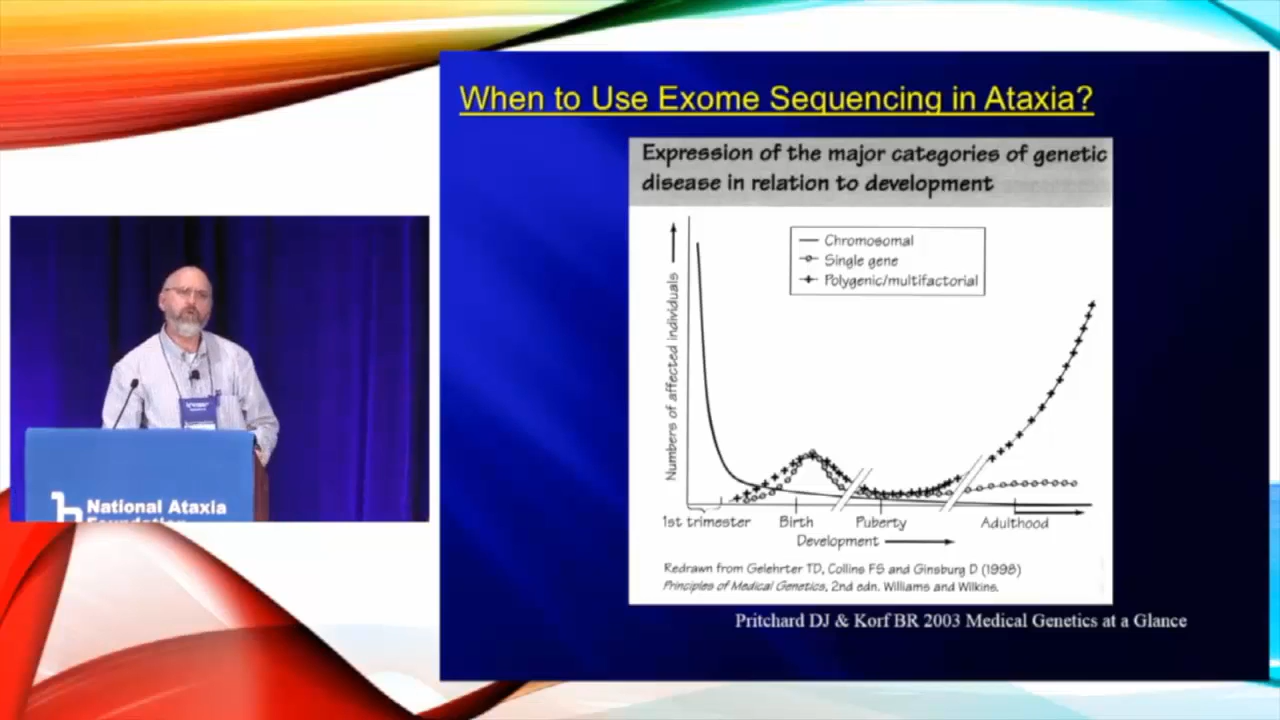 When to Use Exome Sequencing in Ataxia?
Expression of the major categories of genetic
disease in relation to development
Chromosomal
Single gene
Polygenic/multifactorial
Numbers of affected individuals
1st trimester
Birth
Puberty
Adulthood
Development
Redrawn from Gelehrter TD, Collins FS and Ginsburg D (1998)
Principles of Medical Genetics, 2nd edn. Williams and Wilkins.
Pritchard DJ & Korf BR 2003 Medical Genetics at a Glance
National Ataxia
Foundation